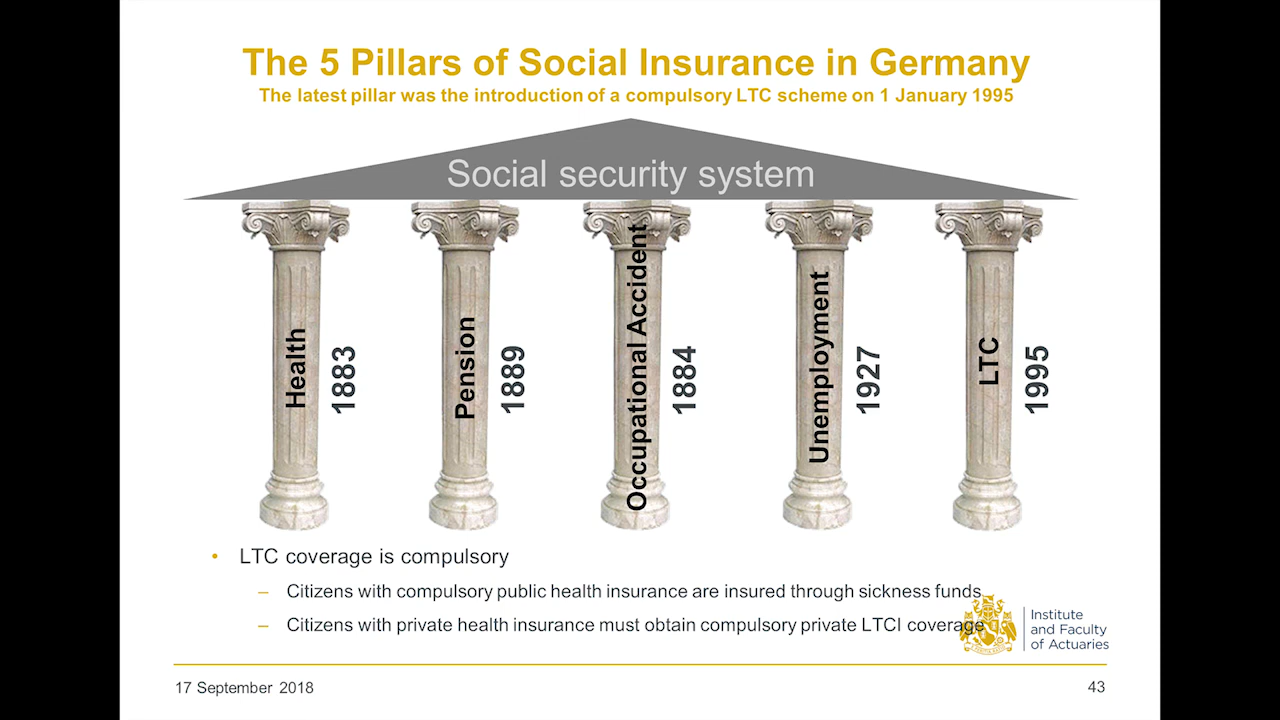 The 5 Pillars of Social Insurance in Germany
The latest pillar was the introduction of a compulsory LTC scheme on 1 January 1995
Social security system
Health
1883
Pension
1889
Occupational Accident
1884
Unemployment
1927
LTC
1995
• LTC coverage is compulsory
– Citizens with compulsory public health insurance are insured through sickness funds
– Citizens with private health insurance must obtain compulsory private LTCI coverage
Institute
and Faculty
of Actuaries
17 September 2018
43